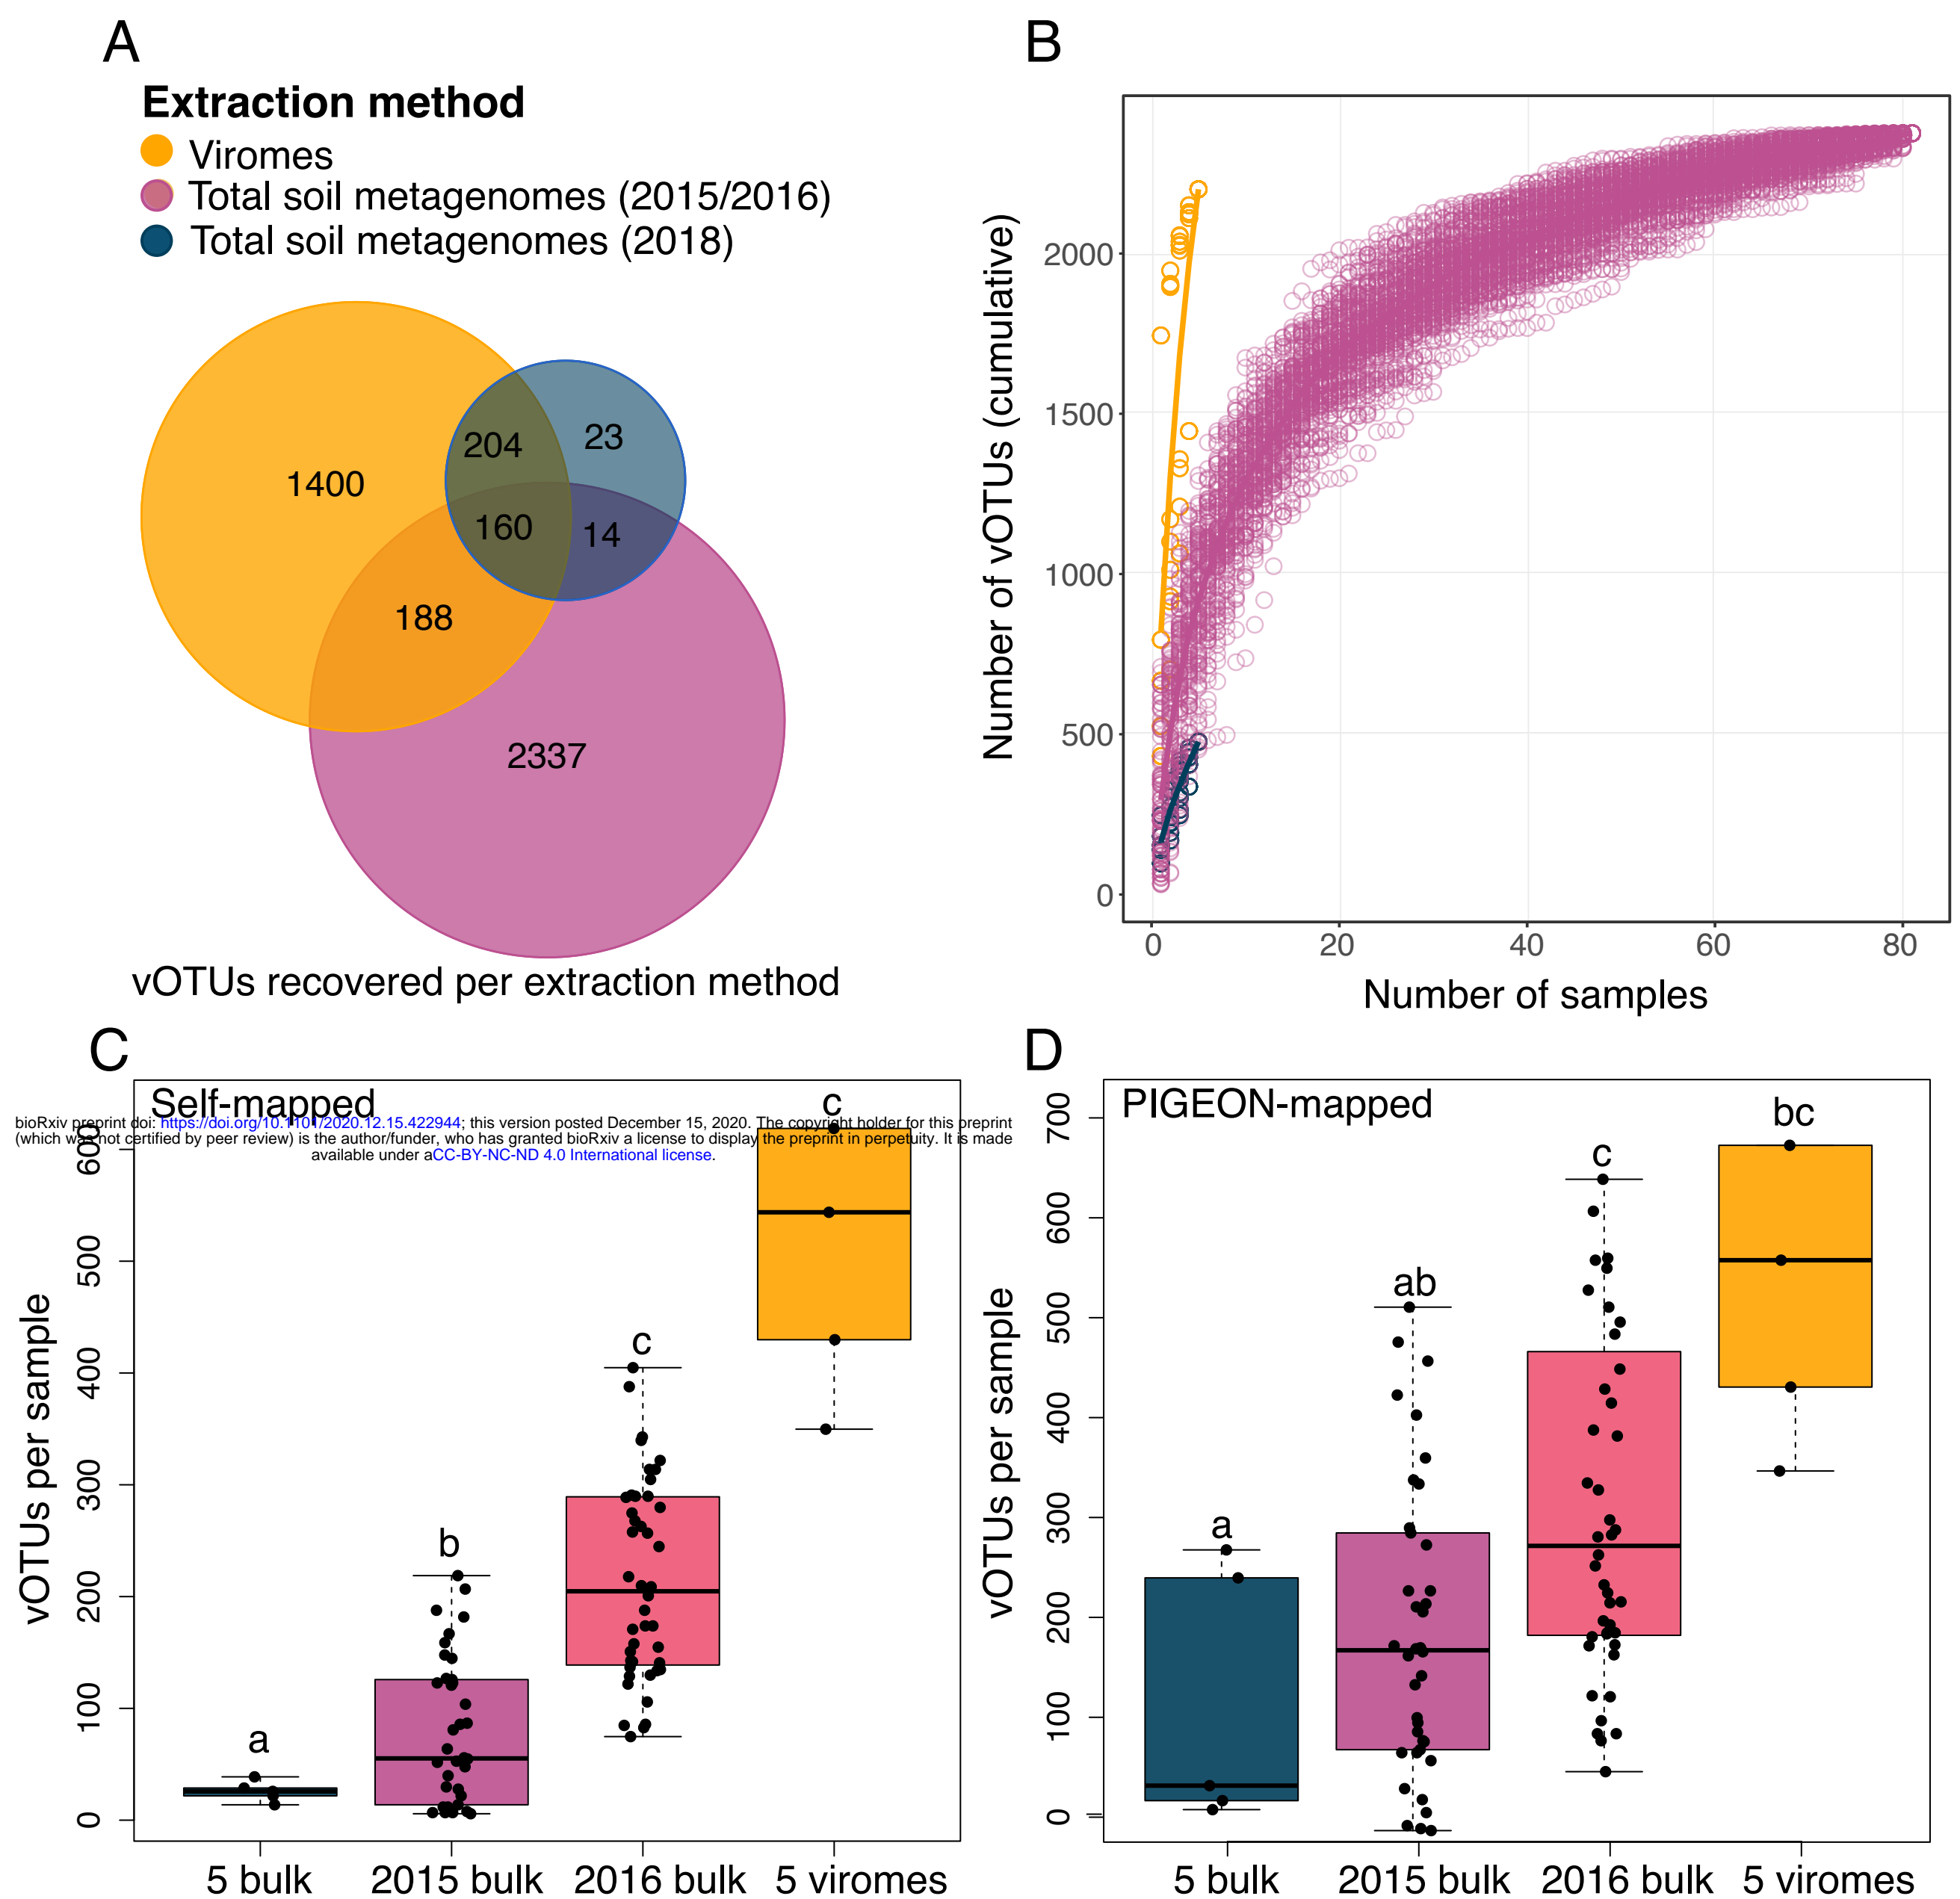 A
Extraction method
Viromes
Total soil metagenomes (2015/2016)
Total soil metagenomes (2018)
1400
204
23
160
14
188
2337
vOTUs recovered per extraction method
B
Number of vOTUs (cumulative)
2000
1500
1000
500
0
0 20 40 60 80
Number of samples
C
Self-mapped
bioRxiv preprint doi: https://doi.org/10.1101/2020.12.15.422944; this version posted December 15, 2020. The copyright holder for this preprint
(which was not certified by peer review) is the author/funder, who has granted bioRxiv a license to display the preprint in perpetuity. It is made
available under aCC-BY-NC-ND 4.0 International license.
vOTUs per sample
600
500
400
300
200
100
0
a
b
c
c
5 bulk 2015 bulk 2016 bulk 5 viromes
D
PIGEON-mapped
vOTUs per sample
700
600
500
400
300
200
100
0
a
ab
c
bc
5 bulk 2015 bulk 2016 bulk 5 viromes